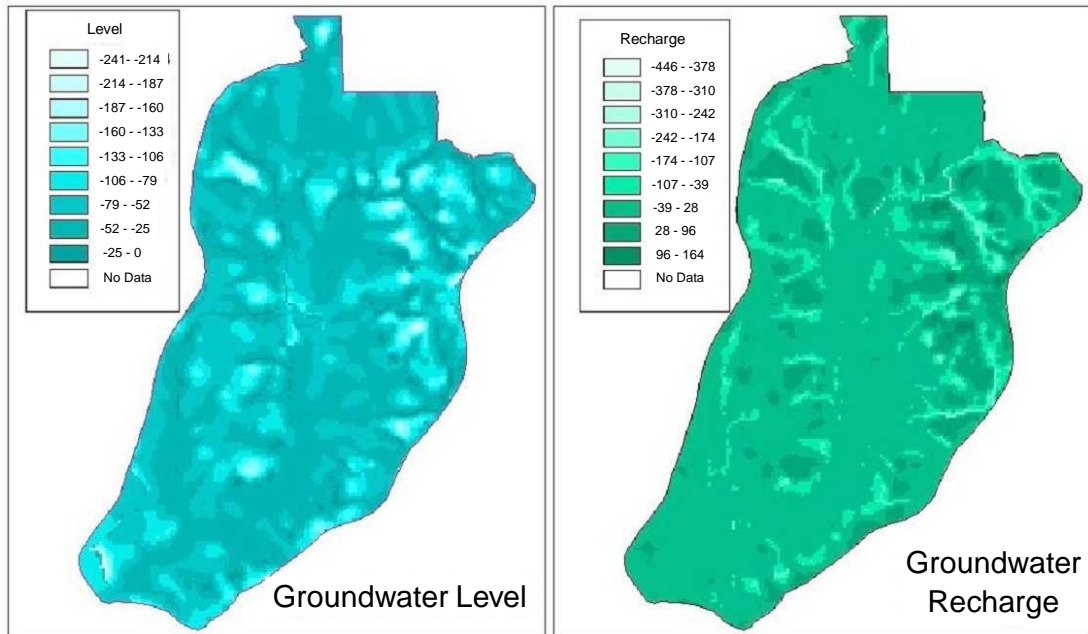 Level
-241- -214
-214 - -187
-187 - -160
-160 - -133
-133 - -106
-106 - -79
-79 - -52
-52 - -25
-25 - 0
No Data
Groundwater Level
Recharge
-446 - -378
-378 - -310
-310 - -242
-242 - -174
-174 - -107
-107 - -39
-39 - 28
28 - 96
96 - 164
No Data
Groundwater
Recharge